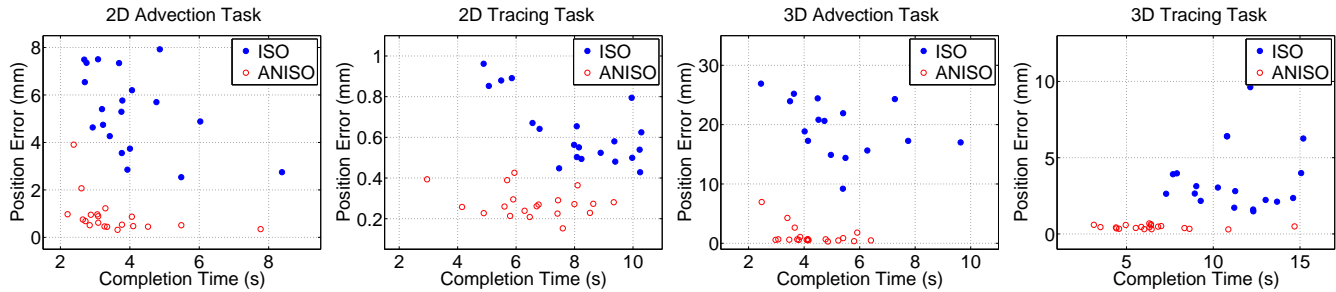 2D Advection Task
Position Error (mm)
8
6
4
2
0
2 4 6 8
Completion Time (s)
ISO
ANISO
2D Tracing Task
Position Error (mm)
1
0.8
0.6
0.4
0.2
2 4 6 8 10
Completion Time (s)
ISO
ANISO
3D Advection Task
Position Error (mm)
30
20
10
0
2 4 6 8 10
Completion Time (s)
ISO
ANISO
3D Tracing Task
Position Error (mm)
10
5
0
5 10 15
Completion Time (s)
ISO
ANISO